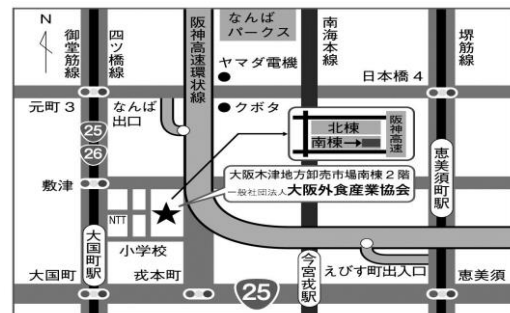 N
御堂筋線
四ツ橋線
阪神高速環状線
なんば
パークス
南海本線
堺筋線
ヤマダ電機
日本橋4
元町3
なんば
出口
クボタ
北棟
南棟
阪神高速
25
26
恵美須町駅
敷津
大阪木津地方卸売市場南棟2階
一般社団法人大阪外食産業協会
NTT
大国町駅
小学校
今宮戎駅
えびす町出入口
大国町
戎本町
25
恵美須